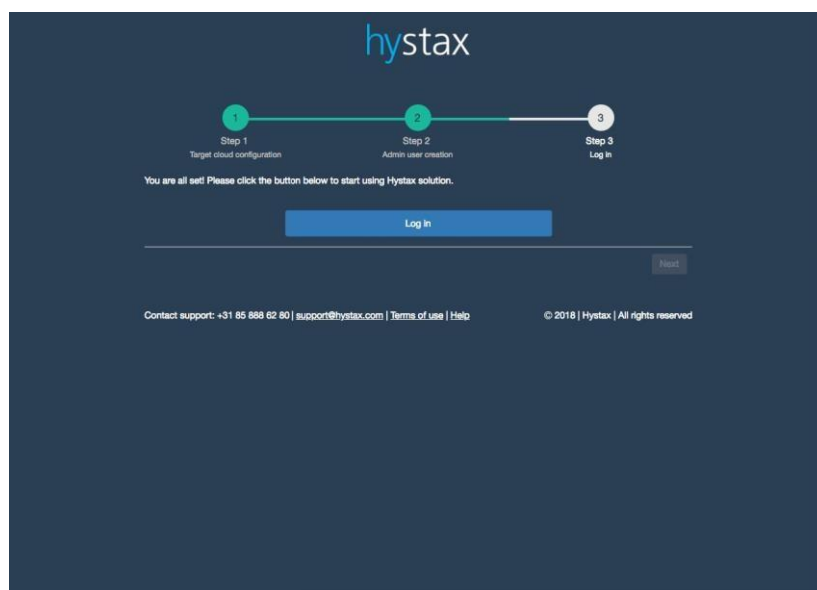 hystax
1 2 3
Step 1 Step 2 Step 3
Target cloud configuration Admin user creation Log in
You are all set! Please click the button below to start using Hystax solution.
Log in
Next
Contact support: +31 85 888 62 80 | support@hystax.com | Terms of use | Help © 2018 | Hystax | All rights reserved